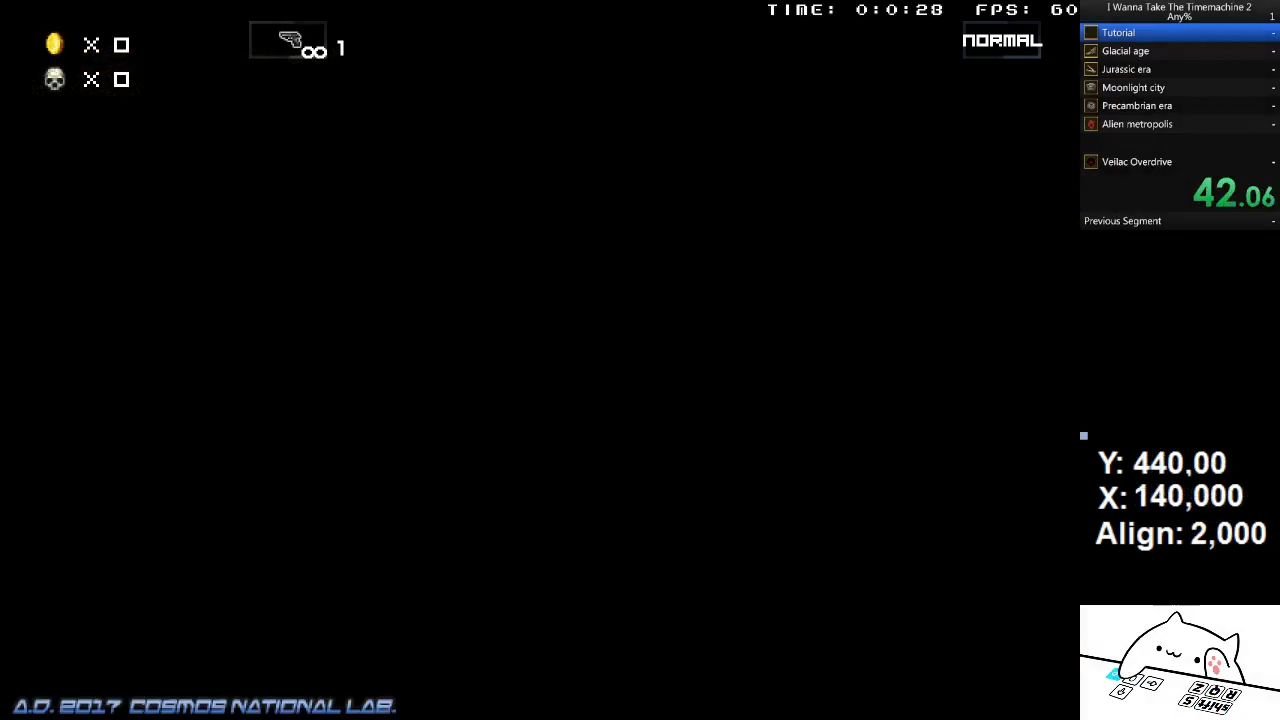 TIME: 0:0:28 FPS: 60
× 0
∞ 1
NORMAL
× 0
A.D. 2017 COSMOS NATIONAL LAB.
I Wanna Take The Timemachine 2
Any% 1
Tutorial -
Glacial age -
Jurassic era -
Moonlight city -
Precambrian era -
Alien metropolis -
Veilac Overdrive -
42.06
Previous Segment -
Y: 440,00
X: 140,000
Align: 2,000